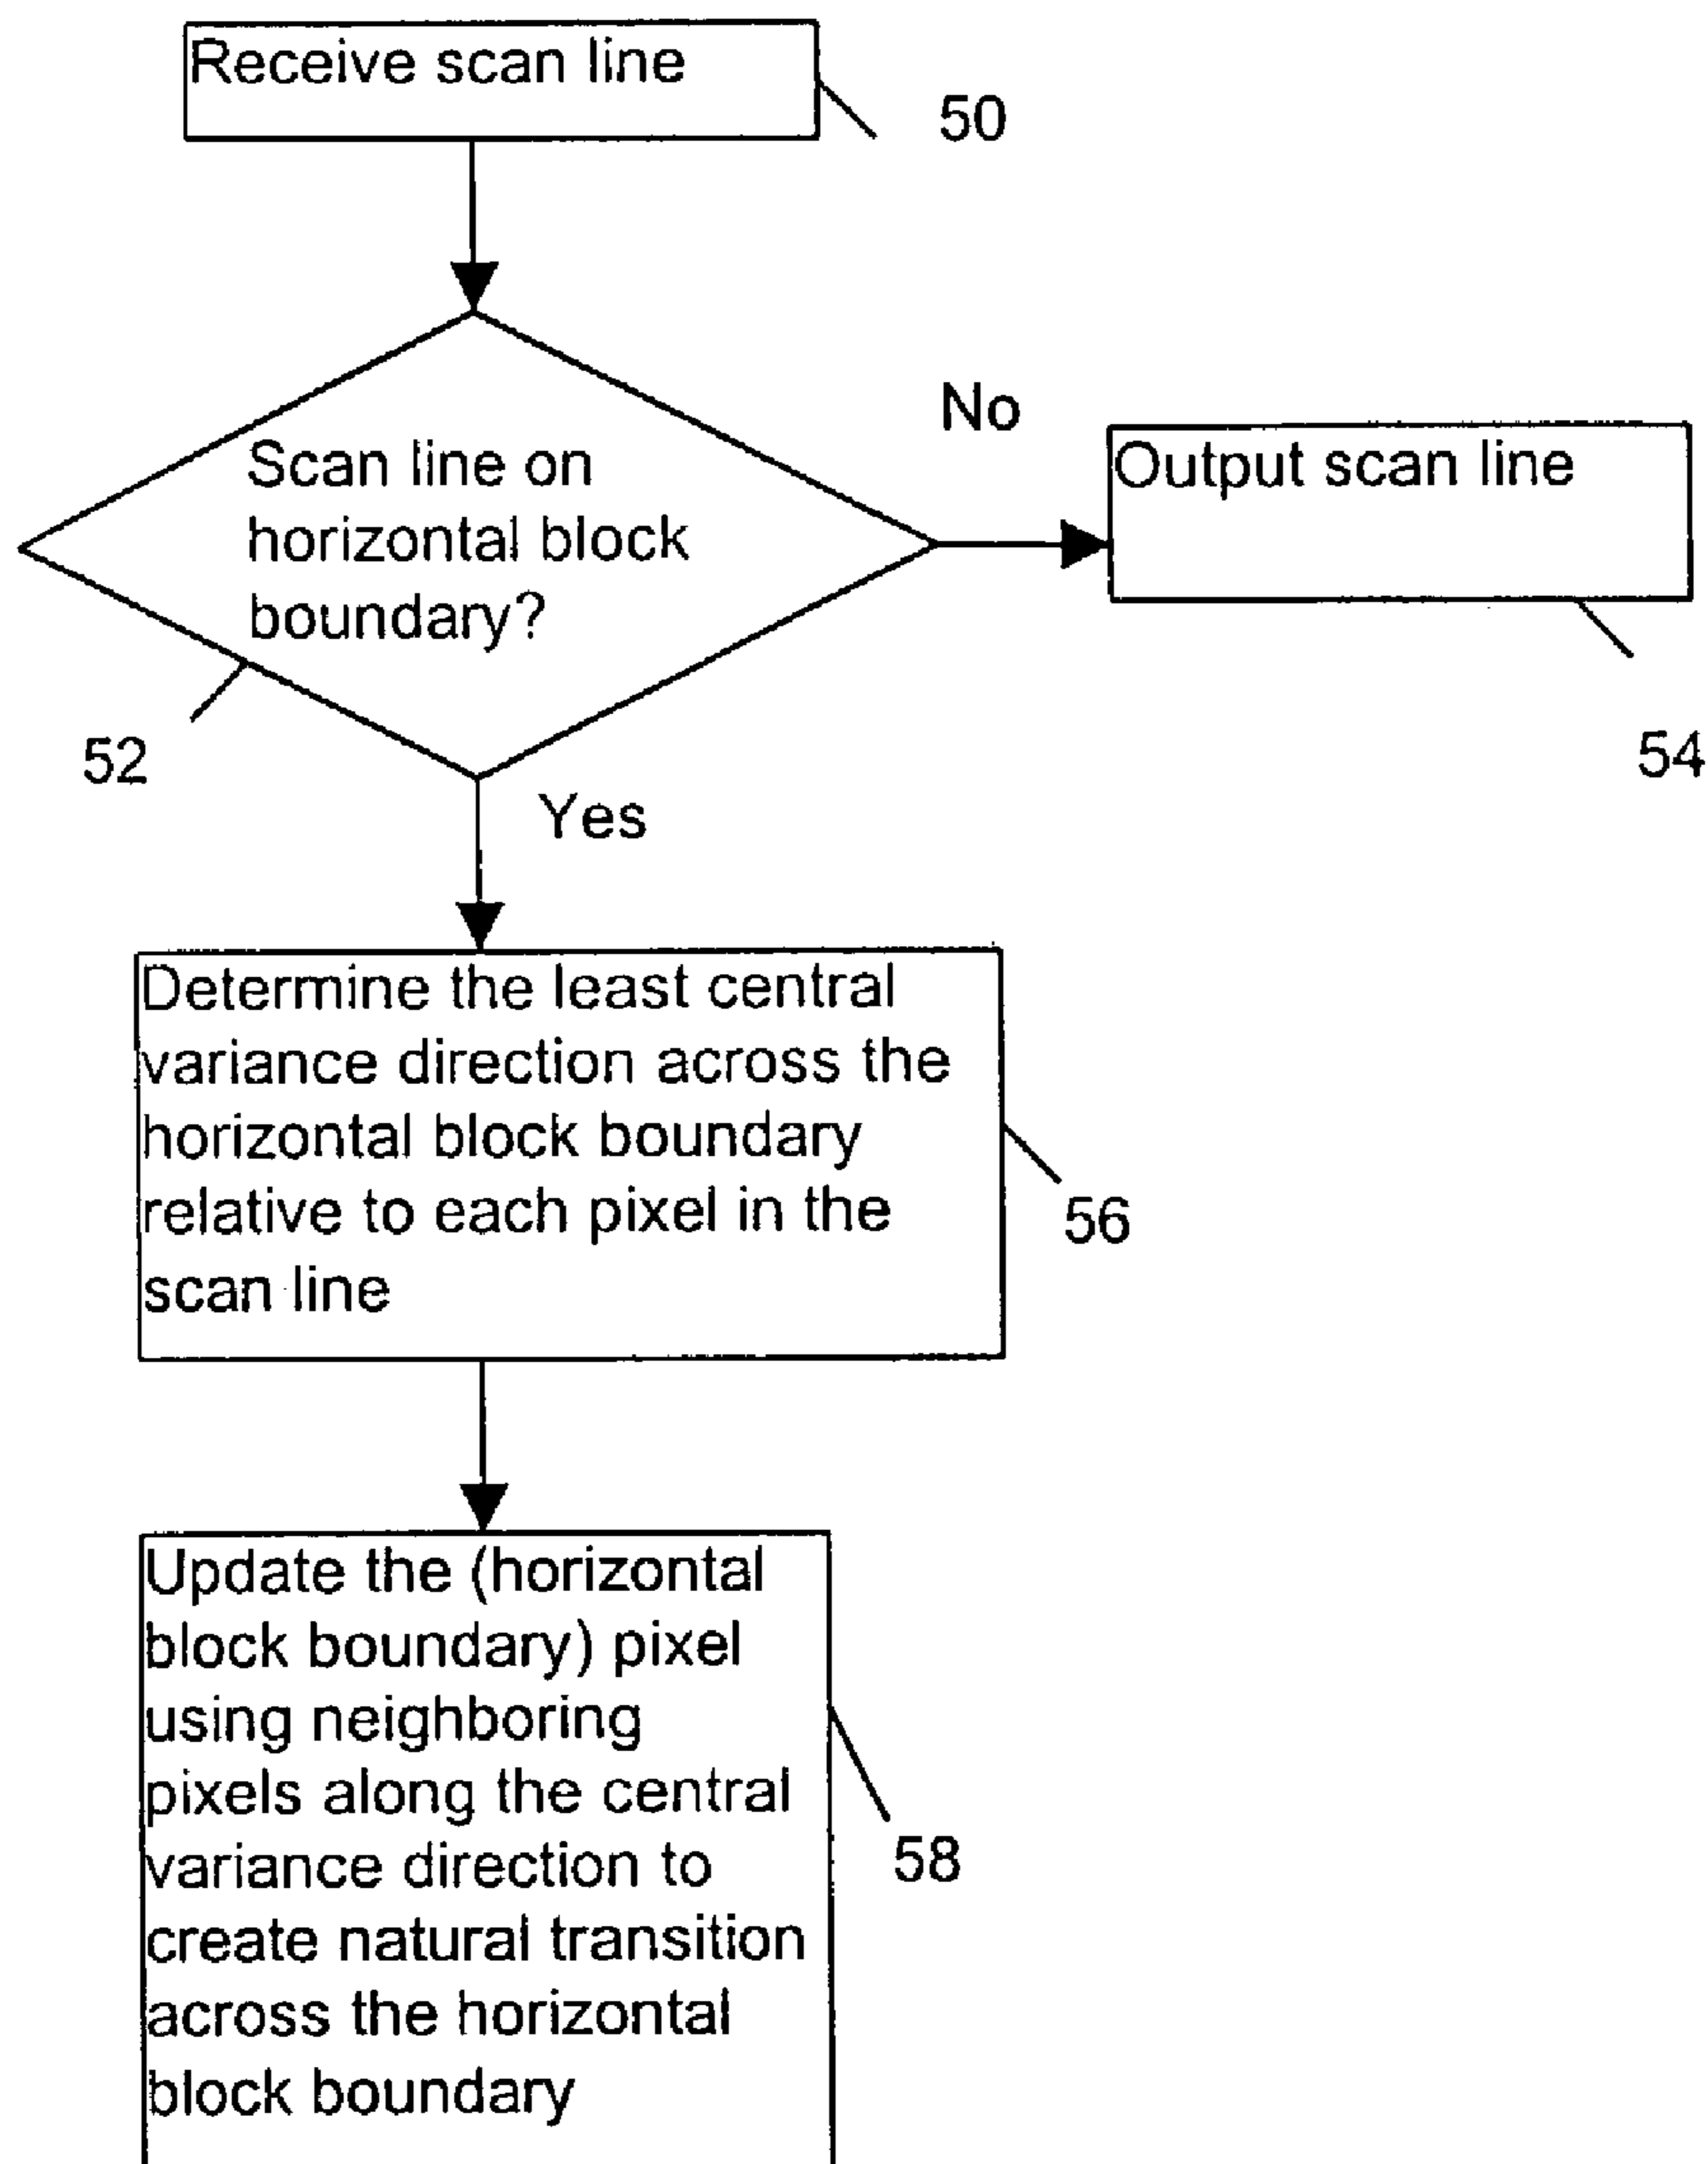 Receive scan line
50
Scan line on
horizontal block
boundary?
52
No
Output scan line
54
Yes
Determine the least central
variance direction across the
horizontal block boundary
relative to each pixel in the
scan line
56
Update the (horizontal
block boundary) pixel
using neighboring
pixels along the central
variance direction to
create natural transition
across the horizontal
block boundary
58